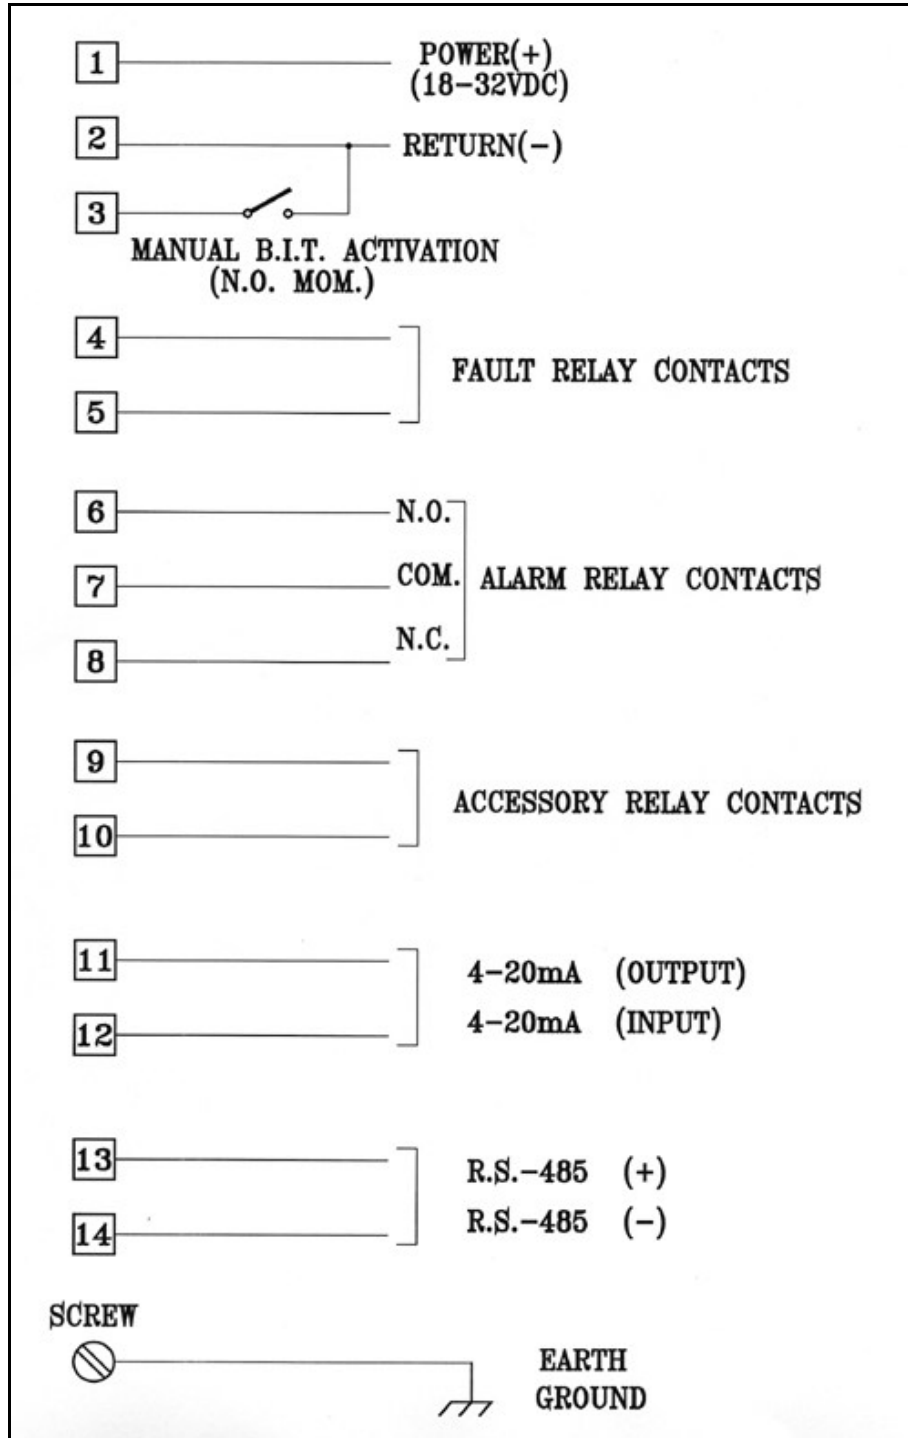 1 POWER(+)
(18-32VDC)
2 RETURN(-)
3
MANUAL B.I.T. ACTIVATION
(N.O. MOM.)
4
FAULT RELAY CONTACTS
5
6 N.O.
7 COM. ALARM RELAY CONTACTS
N.C.
8
9
ACCESSORY RELAY CONTACTS
10
11
4-20mA (OUTPUT)
4-20mA (INPUT)
12
13
R.S.-485 (+)
R.S.-485 (-)
14
SCREW
EARTH
GROUND